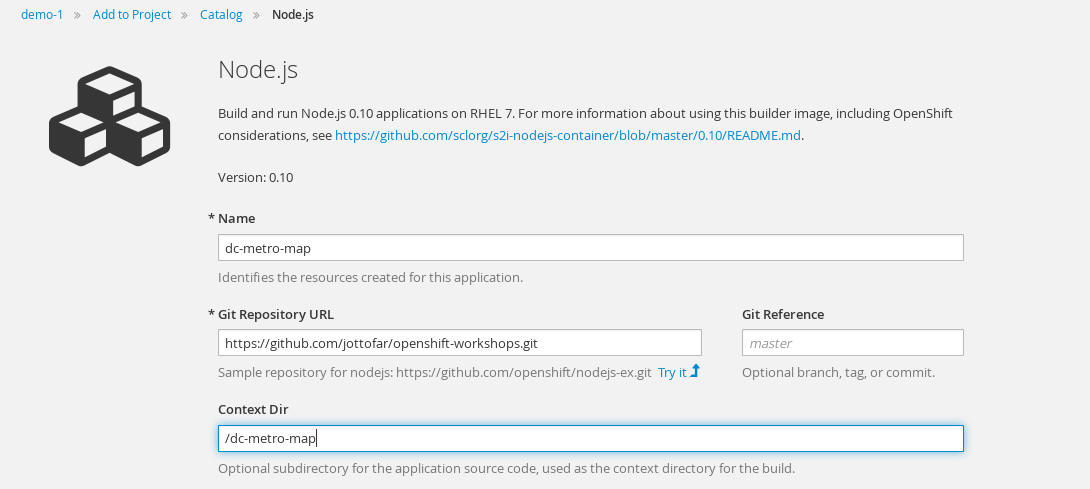 demo-1 » Add to Project » Catalog » Node.js
Node.js
Build and run Node.js 0.10 applications on RHEL 7. For more information about using this builder image, including OpenShift
considerations, see https://github.com/sclorg/s2i-nodejs-container/blob/master/0.10/README.md.
Version: 0.10
* Name
dc-metro-map
Identifies the resources created for this application.
* Git Repository URL
Git Reference
https://github.com/jottofar/openshift-workshops.git
master
Sample repository for nodejs: https://github.com/openshift/nodejs-ex.git Try it
Optional branch, tag, or commit.
Context Dir
/dc-metro-map
Optional subdirectory for the application source code, used as the context directory for the build.